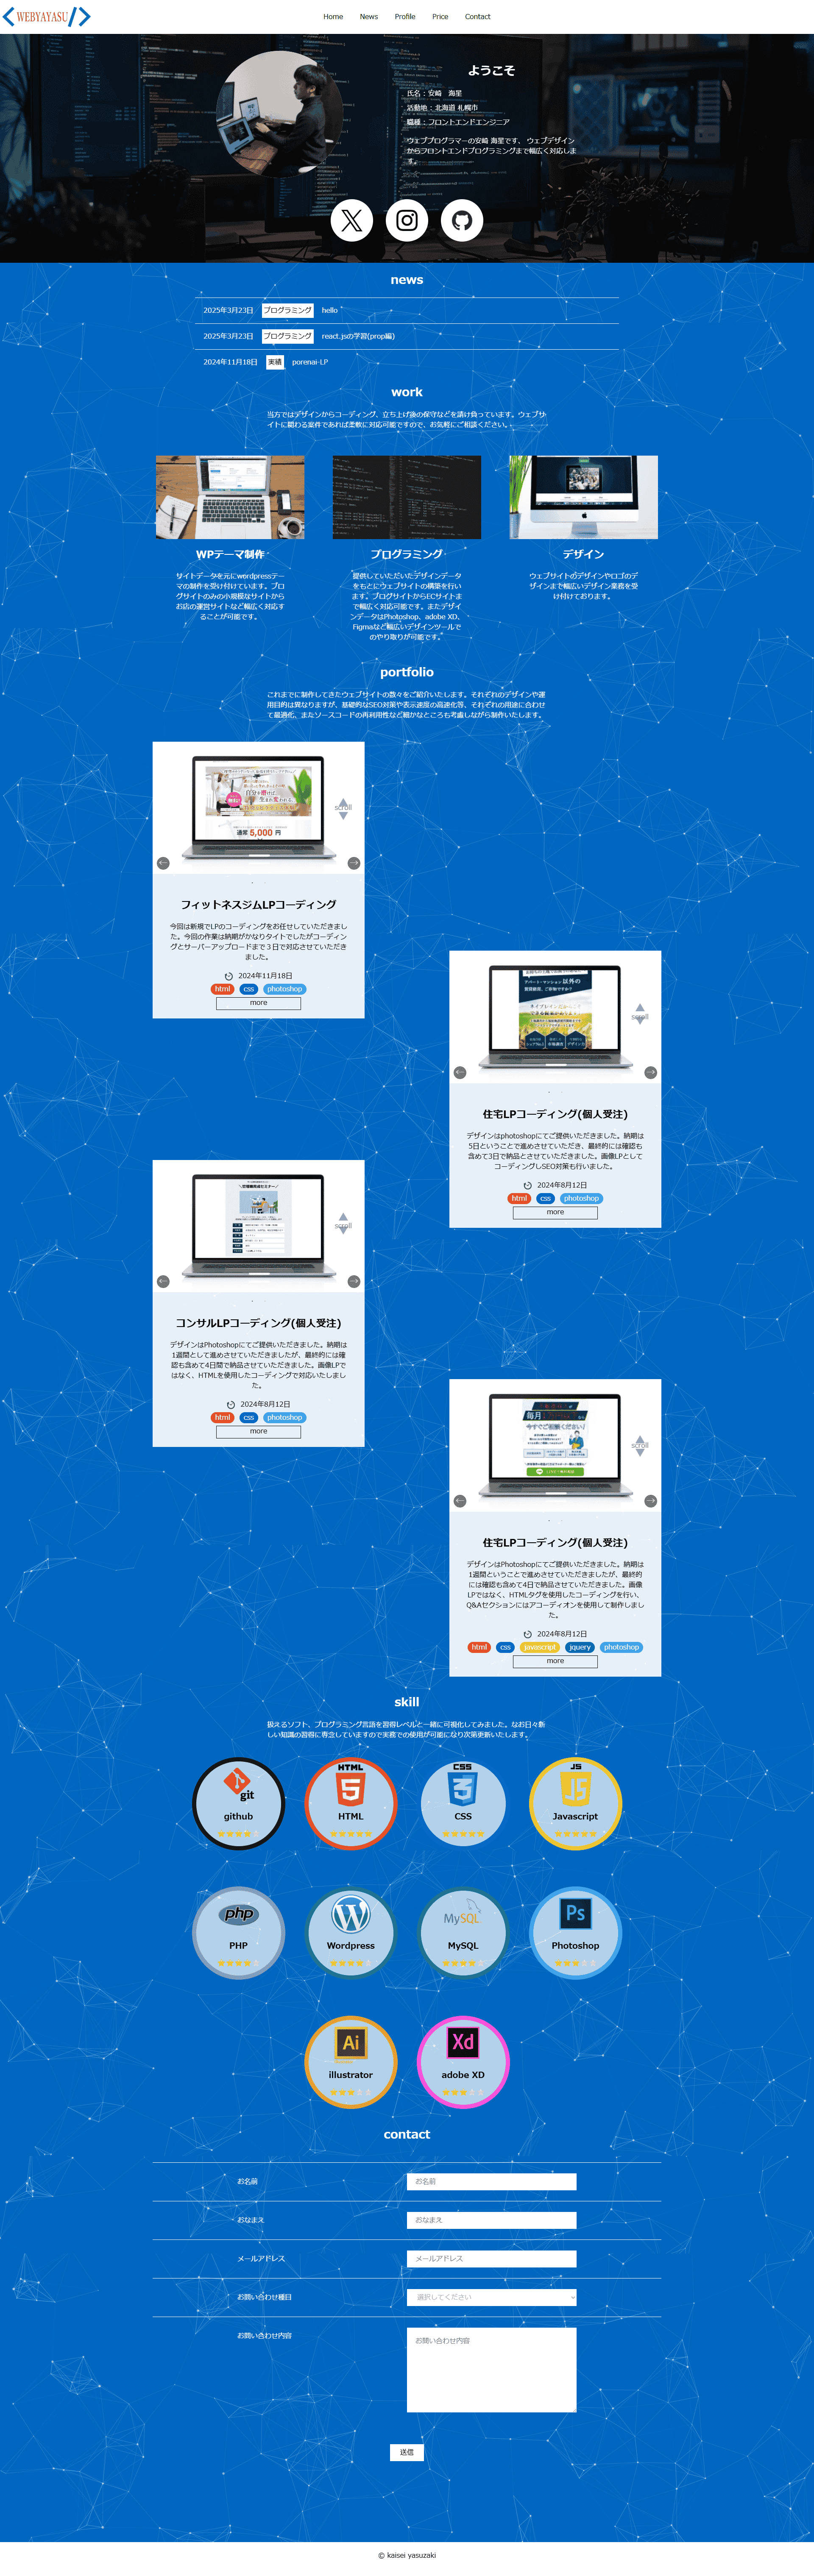 WEBYAYASU
Home News Profile Price Contact
ようこそ
氏名 : 安崎　海星
活動地 : 北海道 札幌市
職種 : フロントエンドエンジニア
ウェブプログラマーの安崎 海星です、 ウェブデザイン
からフロントエンドプログラミングまで幅広く対応しま
す。
news
2025年3月23日 プログラミング hello
2025年3月23日 プログラミング react.jsの学習(prop編)
2024年11月18日 実績 porenai-LP
work
当方ではデザインからコーディング、立ち上げ後の保守などを請け負っています。ウェブサ
イトに関わる案件であれば柔軟に対応可能ですので、お気軽にご相談ください。
WPテーマ制作
サイトデータを元にwordpressテー
マの制作を受け付けています。ブロ
グサイトのみの小規模なサイトから
お店の運営サイトなど幅広く対応す
ることが可能です。
プログラミング
提供していただいたデザインデータ
をもとにウェブサイトの構築を行い
ます。ブログサイトからECサイトま
で幅広く対応可能です。またデザイ
ンデータはPhotoshop、adobe XD、
Figmaなど幅広いデザインツールで
のやり取りが可能です。
デザイン
ウェブサイトのデザインやロゴのデ
ザインまで幅広いデザイン業務を受
け付けております。
portfolio
これまでに制作してきたウェブサイトの数々をご紹介いたします。それぞれのデザインや運
用目的は異なりますが、基礎的なSEO対策や表示速度の高速化等、それぞれの用途に合わせ
て最適化、またソースコードの再利用性など細かなところも考慮しながら制作いたします。
通常 5,000 円
scroll
フィットネスジムLPコーディング
今回は新規でLPのコーディングをお任せしていただきまし
た。今回の作業は納期がかなりタイトでしたがコーディン
グとサーバーアップロードまで３日で対応させていただき
ました。
2024年11月18日
html css photoshop
more
scroll
住宅LPコーディング(個人受注)
デザインはphotoshopにてご提供いただきました。納期は
5日ということで進めさせていただき、最終的には確認も
含めて3日で納品とさせていただきました。画像LPとして
コーディングしSEO対策も行いました。
2024年8月12日
html css photoshop
more
scroll
コンサルLPコーディング(個人受注)
デザインはPhotoshopにてご提供いただきました。納期は
1週間として進めさせていただきましたが、最終的には確
認も含めて4日間で納品させていただきました。画像LPで
はなく、HTMLを使用したコーディングで対応いたしまし
た。
2024年8月12日
html css photoshop
more
今すぐご相談ください!
scroll
住宅LPコーディング(個人受注)
デザインはPhotoshopにてご提供いただきました。納期は
1週間ということで進めさせていただきましたが、最終的
には確認も含めて4日で納品させていただきました。画像
LPではなく、HTMLタグを使用したコーディングを行い、
Q&Aセクションにはアコーディオンを使用して制作しまし
た。
2024年8月12日
html css javascript jquery photoshop
more
skill
扱えるソフト、プログラミング言語を習得レベルと一緒に可視化してみました。なお日々新
しい知識の習得に専念していますので実務での使用が可能になり次第更新いたします。
git
github
HTML
5
HTML
CSS
3
CSS
JS
JS
Javascript
php
PHP
W
Wordpress
MySQL
MySQL
Ps
Photoshop
Ai
illustrator
Xd
adobe XD
contact
お名前 お名前
おなまえ おなまえ
メールアドレス メールアドレス
お問い合わせ種目 選択してください
お問い合わせ内容 お問い合わせ内容
送信
© kaisei yasuzaki